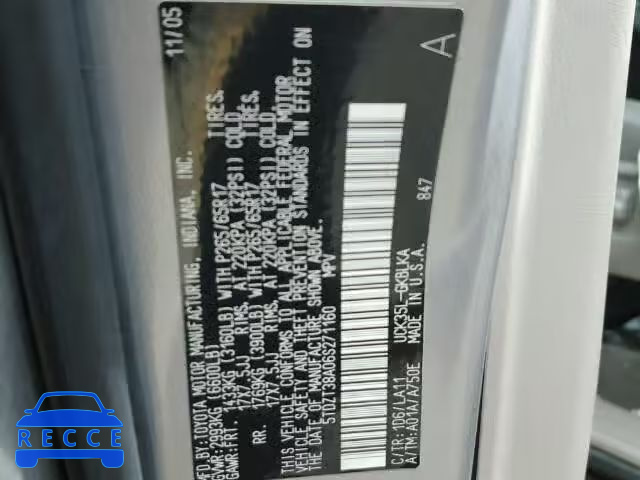 MFD.BY:TOYOTA MOTOR MANUFACTURING, INDIANA, INC. 11/05
GVWR:2993KG(6600LB)
GAWR:FRT. 1433KG (3160LB) WITH P265/65R17 TIRES,
17X7.5JJ RIMS, AT 220KPA (32PSI) COLD.
RR. 1769KG (3900LB) WITH P265/65R17 TIRES,
17X7.5JJ RIMS, AT 220KPA (32PSI) COLD.
THIS VEHICLE CONFORMS TO ALL APPLICABLE FEDERAL MOTOR
VEHICLE SAFETY AND BUMPER STANDARDS IN EFFECT ON
THE DATE OF MANUFACTURE SHOWN ABOVE.
5TDZT38A06S271160 MPV
A
847
C/TR:1D6/LA11 UCK35L-GKBLKA
A/TM:A01A/A750E MADE IN U.S.A.